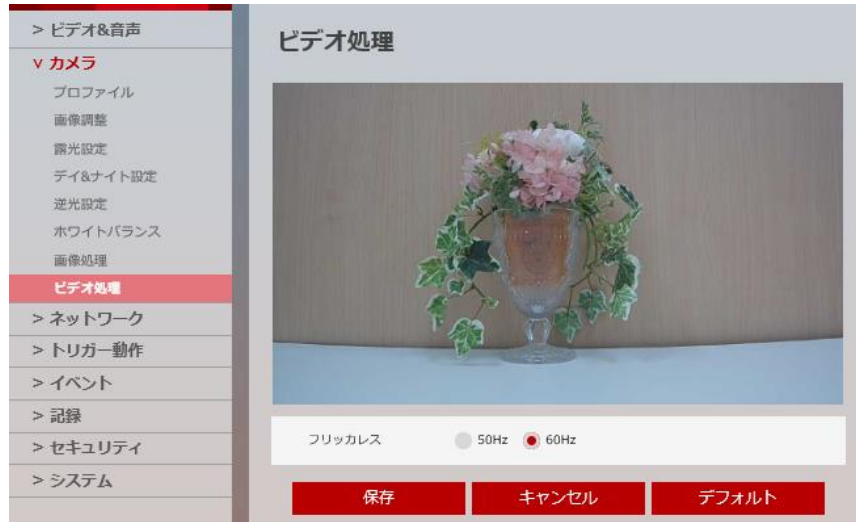 > ビデオ&音声
v カメラ
プロファイル
画像調整
露光設定
デイ&ナイト設定
逆光設定
ホワイトバランス
画像処理
ビデオ処理
> ネットワーク
> トリガー動作
> イベント
> 記録
> セキュリティ
> システム
ビデオ処理
フリッカレス 50Hz 60Hz
保存 キャンセル デフォルト